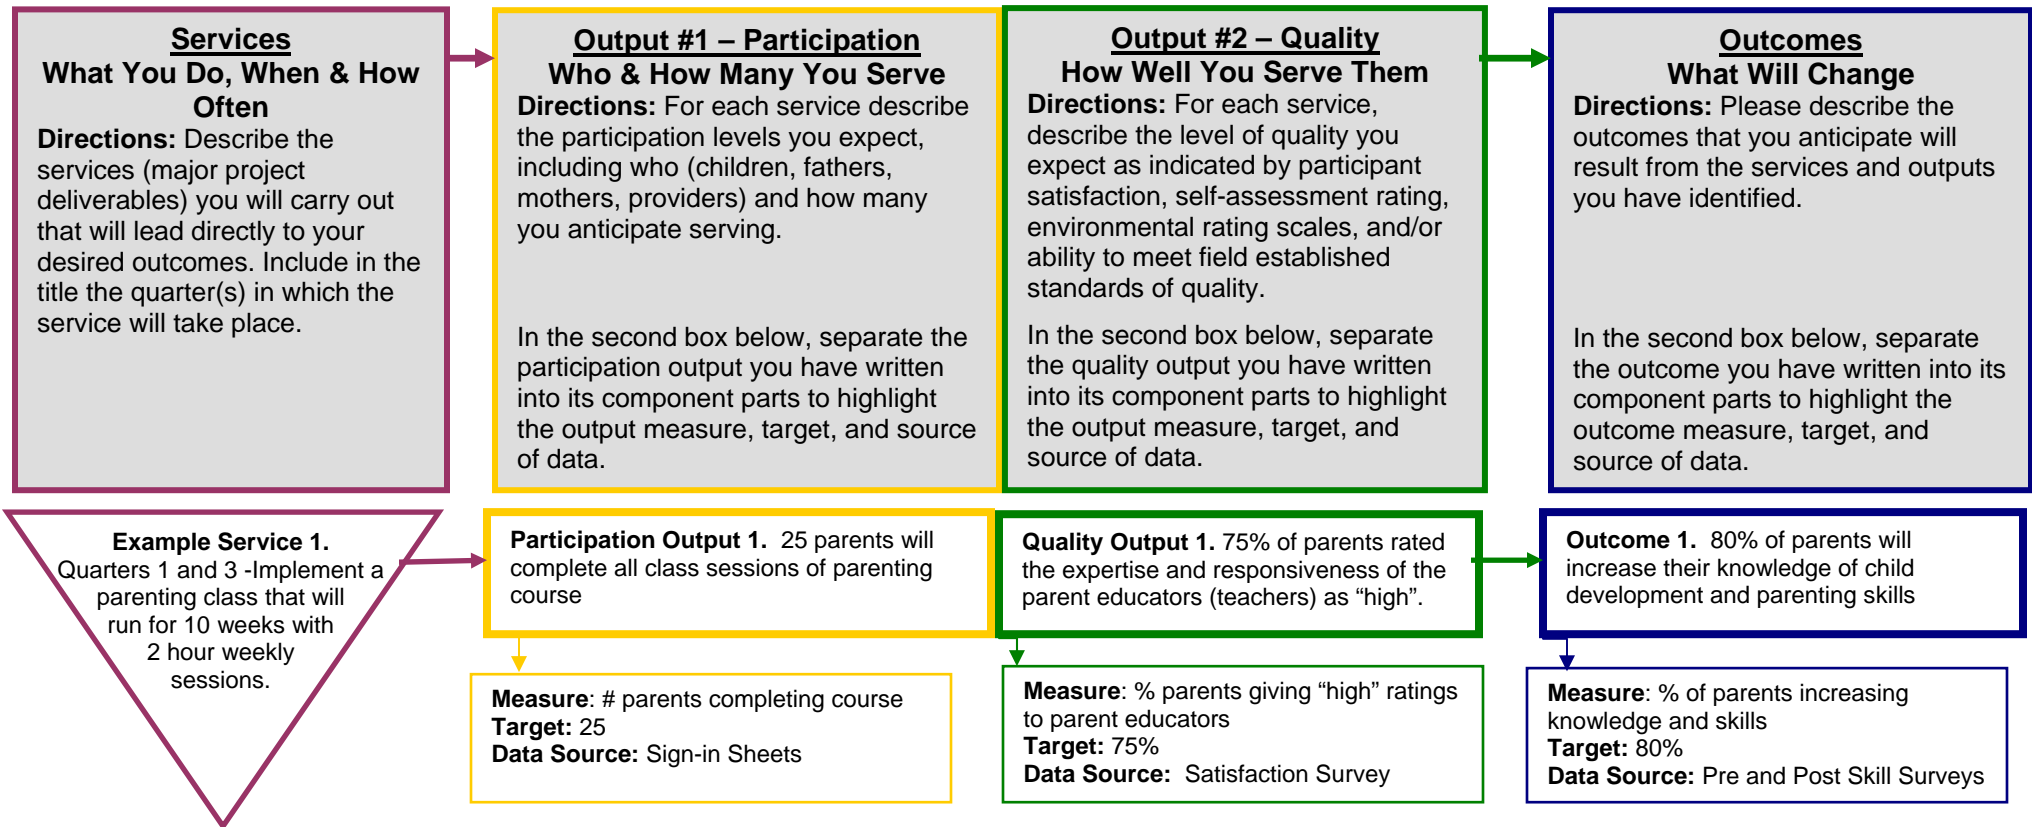 Services
What You Do, When & How
Often
Directions: Describe the
services (major project
deliverables) you will carry out
that will lead directly to your
desired outcomes. Include in the
title the quarter(s) in which the
service will take place.
Output #1 – Participation
Who & How Many You Serve
Directions: For each service describe
the participation levels you expect,
including who (children, fathers,
mothers, providers) and how many
you anticipate serving.
In the second box below, separate the
participation output you have written
into its component parts to highlight
the output measure, target, and source
of data.
Output #2 – Quality
How Well You Serve Them
Directions: For each service,
describe the level of quality you
expect as indicated by participant
satisfaction, self-assessment rating,
environmental rating scales, and/or
ability to meet field established
standards of quality.
In the second box below, separate
the quality output you have written
into its component parts to highlight
the output measure, target, and
source of data.
Outcomes
What Will Change
Directions: Please describe the
outcomes that you anticipate will
result from the services and outputs
you have identified.
In the second box below, separate
the outcome you have written into its
component parts to highlight the
outcome measure, target, and
source of data.
Example Service 1.
Quarters 1 and 3 -Implement a
parenting class that will
run for 10 weeks with
2 hour weekly
sessions.
Participation Output 1. 25 parents will
complete all class sessions of parenting
course
Quality Output 1. 75% of parents rated
the expertise and responsiveness of the
parent educators (teachers) as “high”.
Outcome 1. 80% of parents will
increase their knowledge of child
development and parenting skills
Measure: # parents completing course
Target: 25
Data Source: Sign-in Sheets
Measure: % parents giving “high” ratings
to parent educators
Target: 75%
Data Source: Satisfaction Survey
Measure: % of parents increasing
knowledge and skills
Target: 80%
Data Source: Pre and Post Skill Surveys